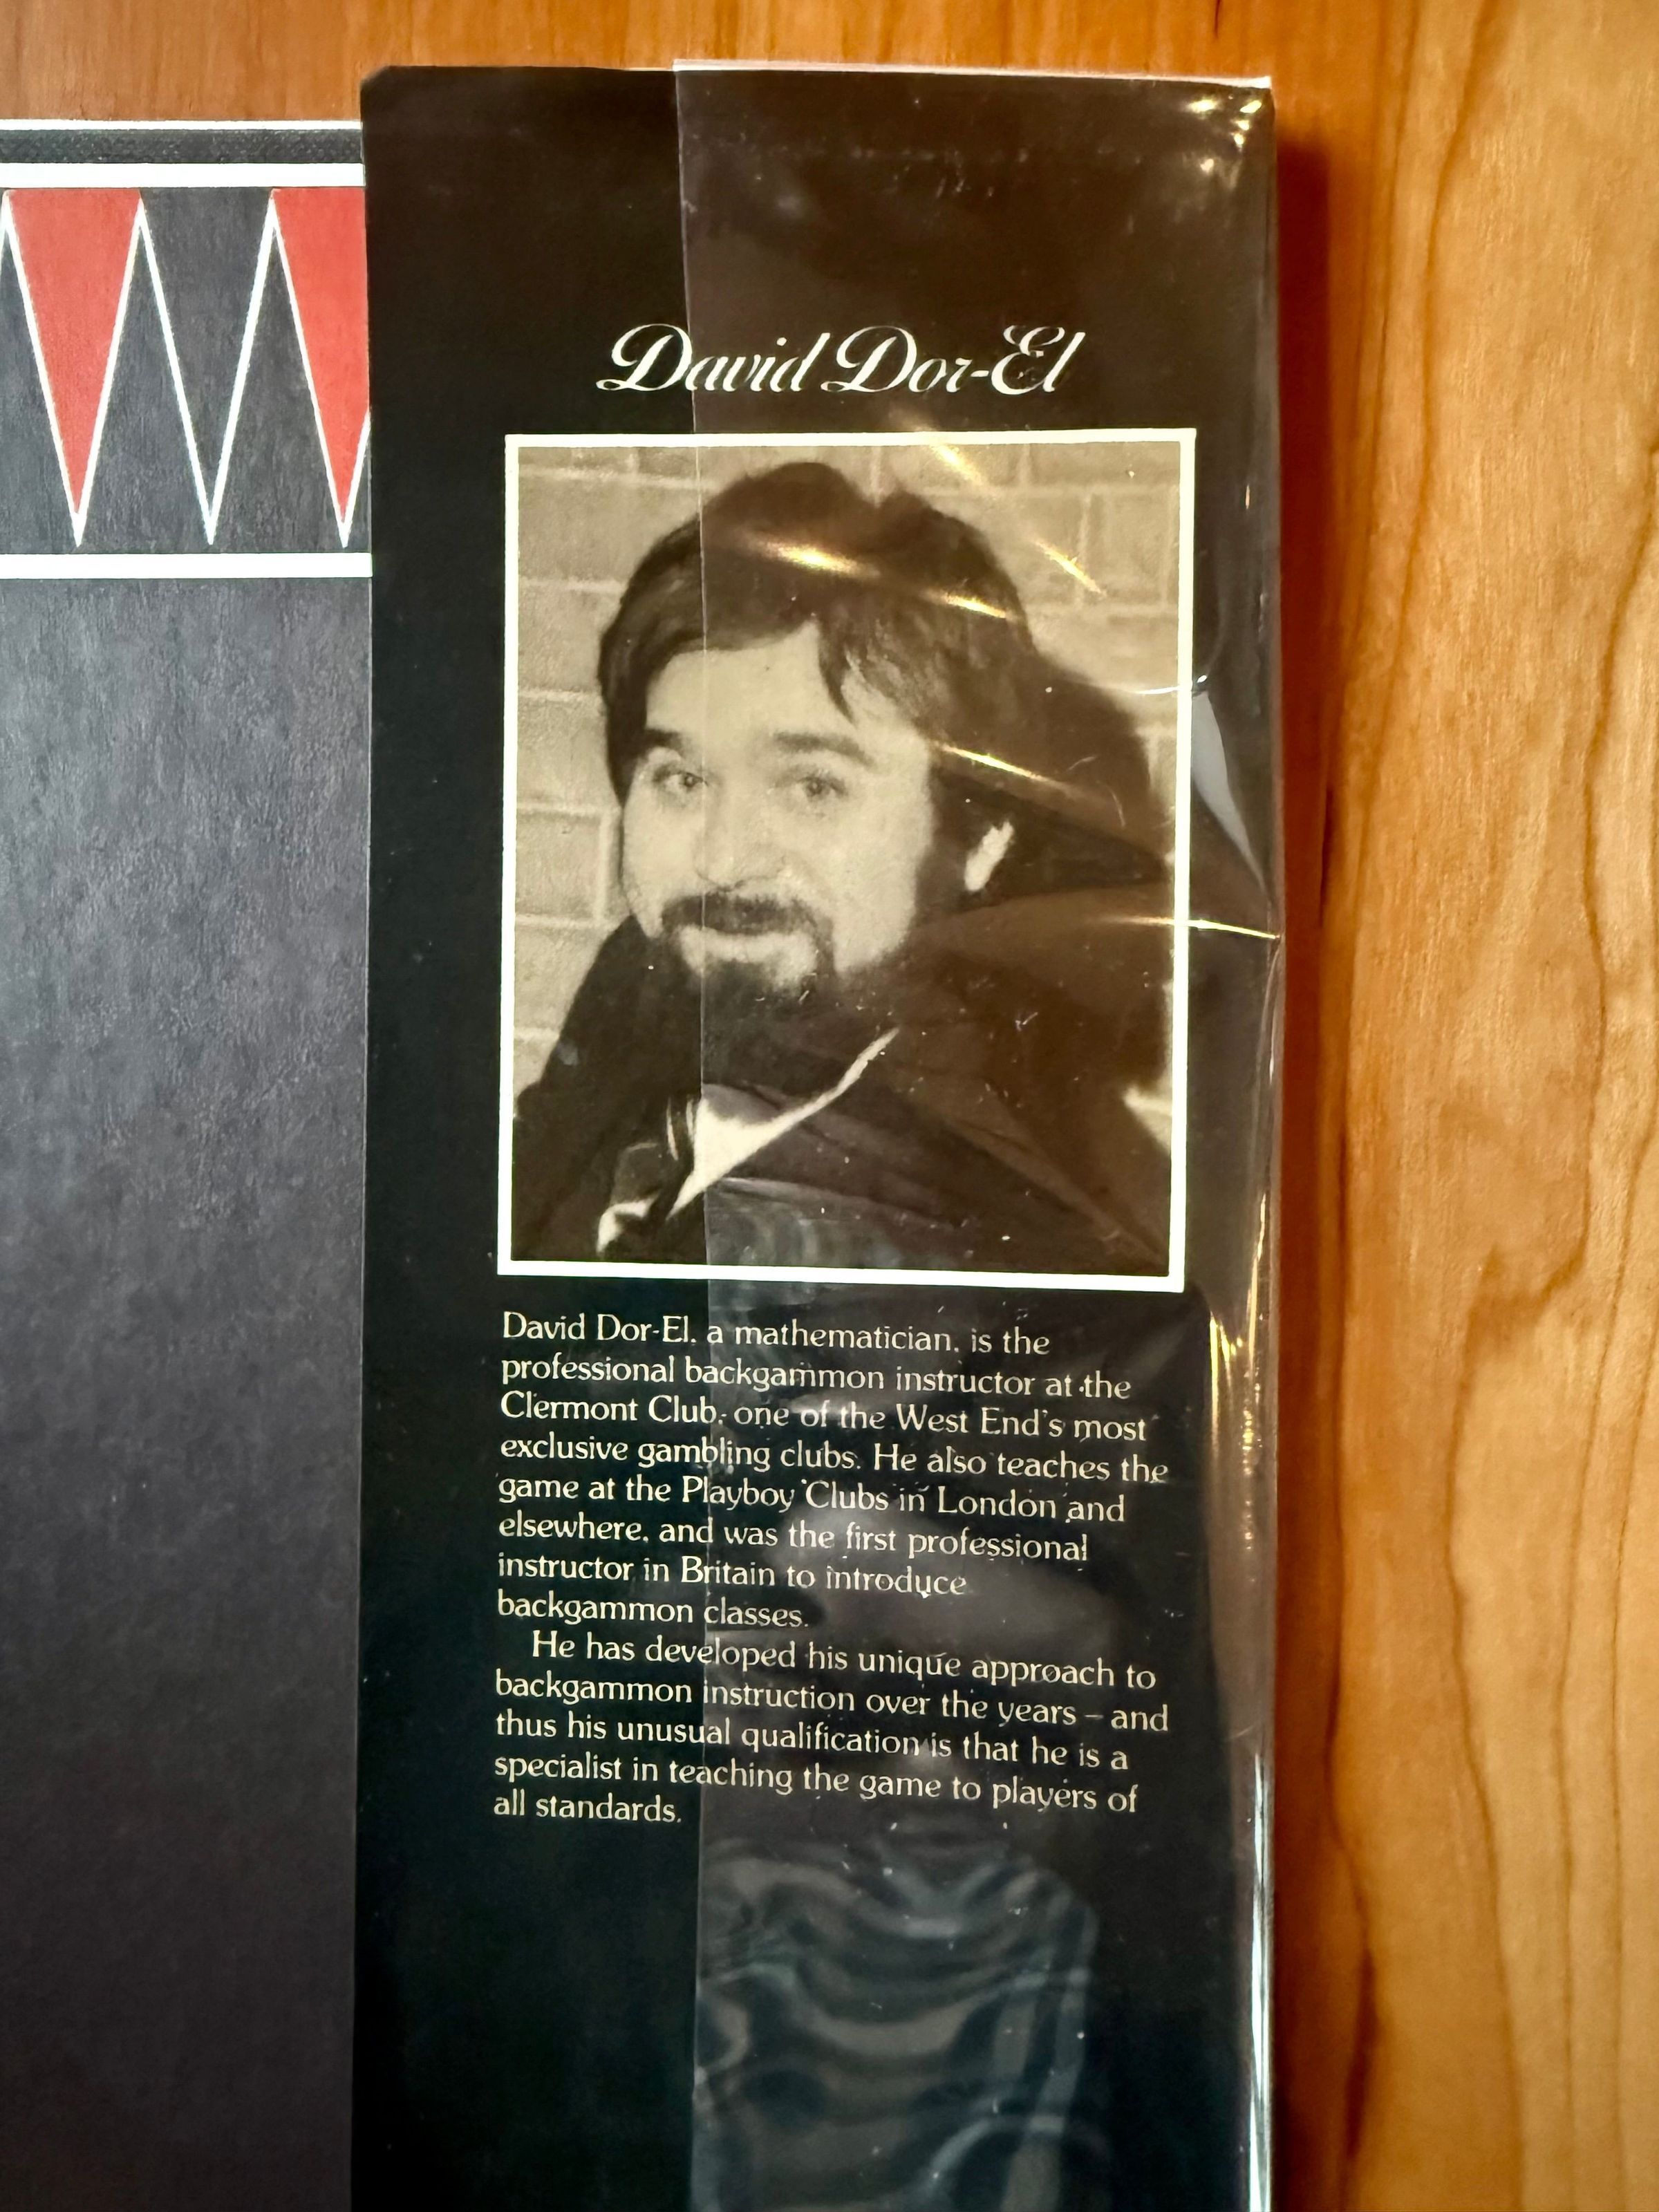 David Dor-El
David Dor-El, a mathematician, is the
professional backgammon instructor at the
Clermont Club, one of the West End's most
exclusive gambling clubs. He also teaches the
game at the Playboy Clubs in London and
elsewhere, and was the first professional
instructor in Britain to introduce
backgammon classes.
He has developed his unique approach to
backgammon instruction over the years – and
thus his unusual qualification is that he is a
specialist in teaching the game to players of
all standards.